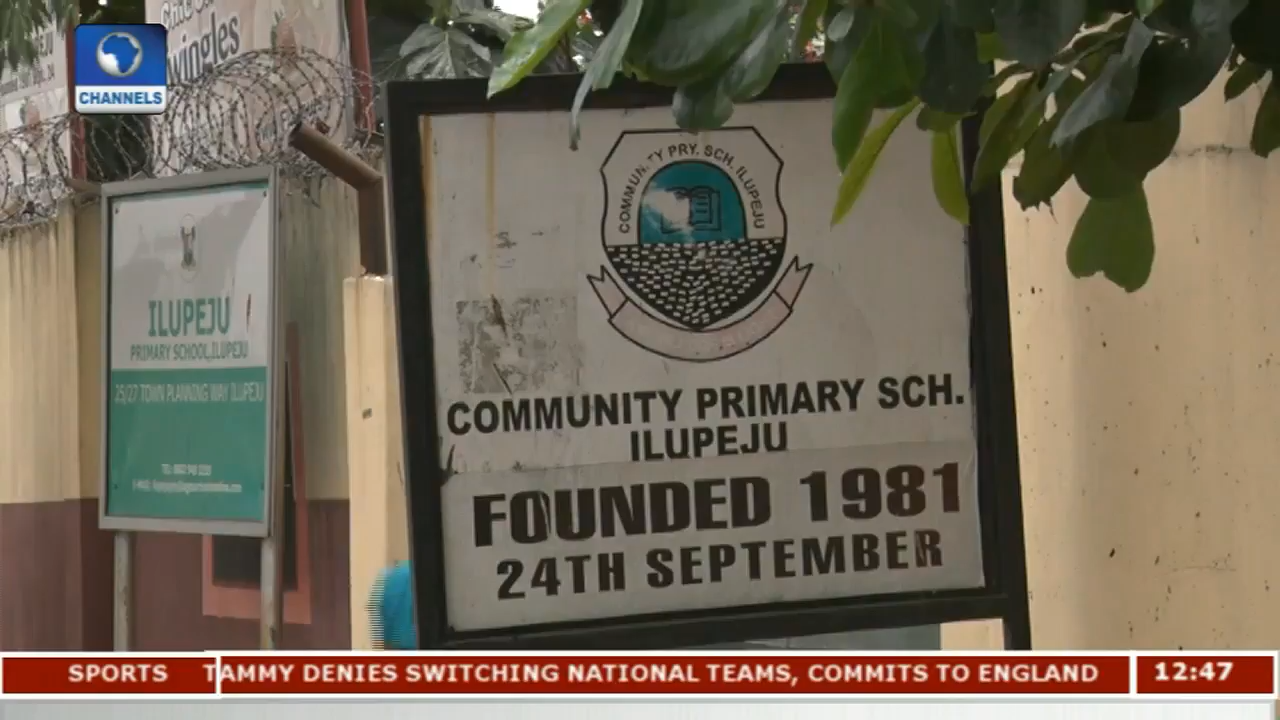 CHANNELS
wingles
ILUPEJU
PRIMARY SCHOOL, ILUPEJU
25/27 TOWN PLANNING WAY ILUPEJU
COMMUNITY PRY. SCH. ILUPEJU
COMMUNITY PRIMARY SCH.
ILUPEJU
FOUNDED 1981
24TH SEPTEMBER
SPORTS TAMMY DENIES SWITCHING NATIONAL TEAMS, COMMITS TO ENGLAND 12:47